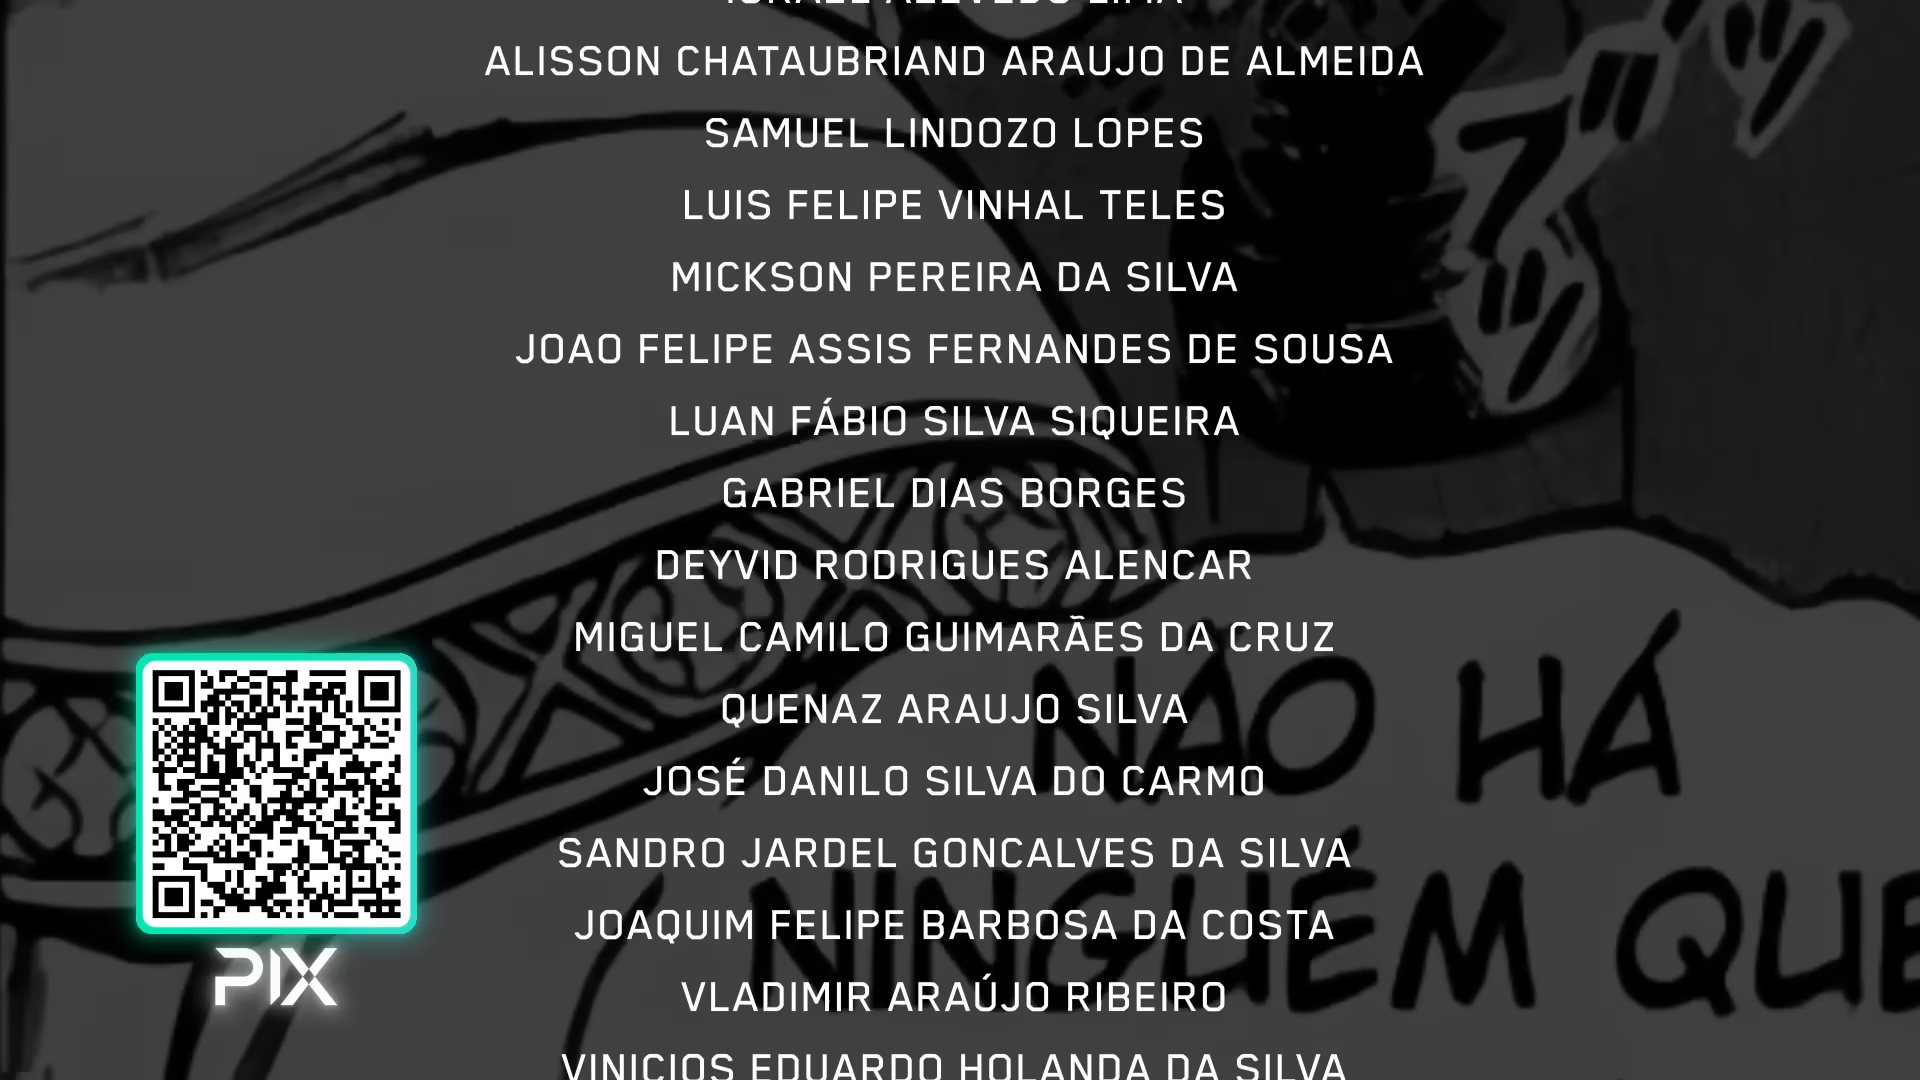 ALISSON CHATAUBRIAND ARAUJO DE ALMEIDA
SAMUEL LINDOZO LOPES
LUIS FELIPE VINHAL TELES
MICKSON PEREIRA DA SILVA
JOAO FELIPE ASSIS FERNANDES DE SOUSA
LUAN FÁBIO SILVA SIQUEIRA
GABRIEL DIAS BORGES
DEYVID RODRIGUES ALENCAR
MIGUEL CAMILO GUIMARÃES DA CRUZ
QUENAZ ARAUJO SILVA
JOSÉ DANILO SILVA DO CARMO
SANDRO JARDEL GONCALVES DA SILVA
JOAQUIM FELIPE BARBOSA DA COSTA
VLADIMIR ARAÚJO RIBEIRO
VINICIOS EDUARDO HOLANDA DA SILVA
PIX
NÃO HÁ
NINGUÉM QUE